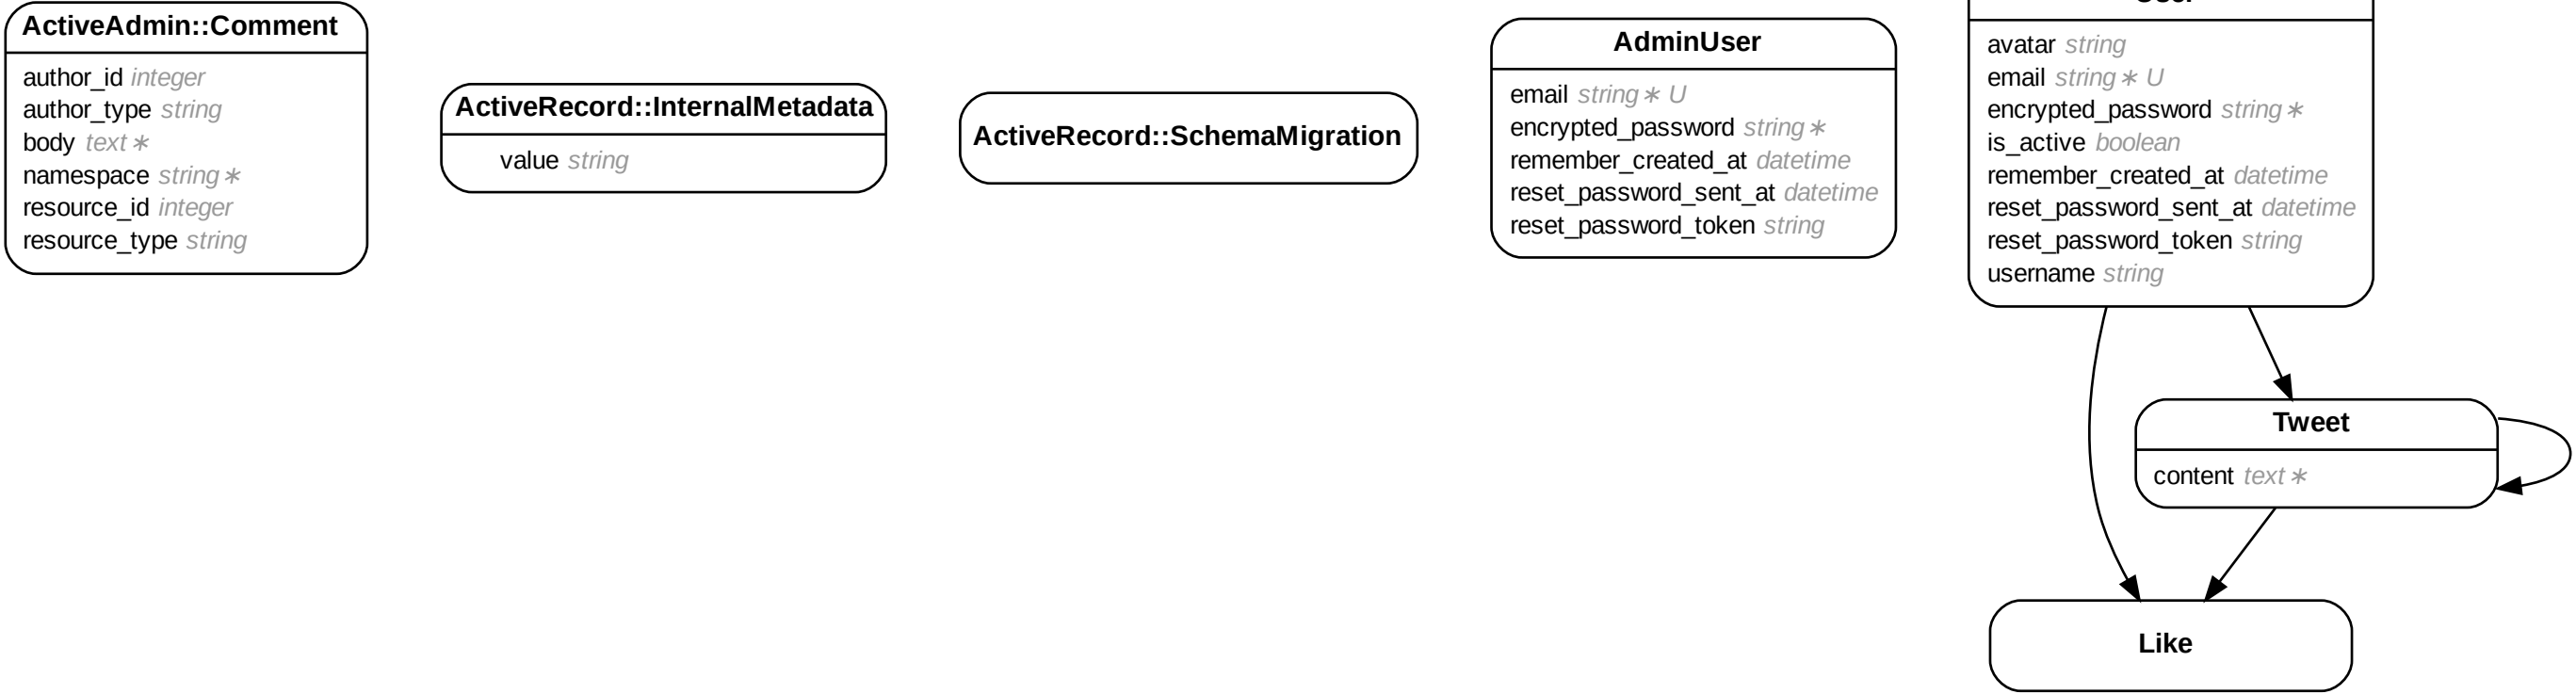 ActiveAdmin::Comment
author_id integer
author_type string
body text ∗
namespace string ∗
resource_id integer
resource_type string
ActiveRecord::InternalMetadata
value string
ActiveRecord::SchemaMigration
AdminUser
email string ∗ U
encrypted_password string ∗
remember_created_at datetime
reset_password_sent_at datetime
reset_password_token string
User
avatar string
email string ∗ U
encrypted_password string ∗
is_active boolean
remember_created_at datetime
reset_password_sent_at datetime
reset_password_token string
username string
Tweet
content text ∗
Like